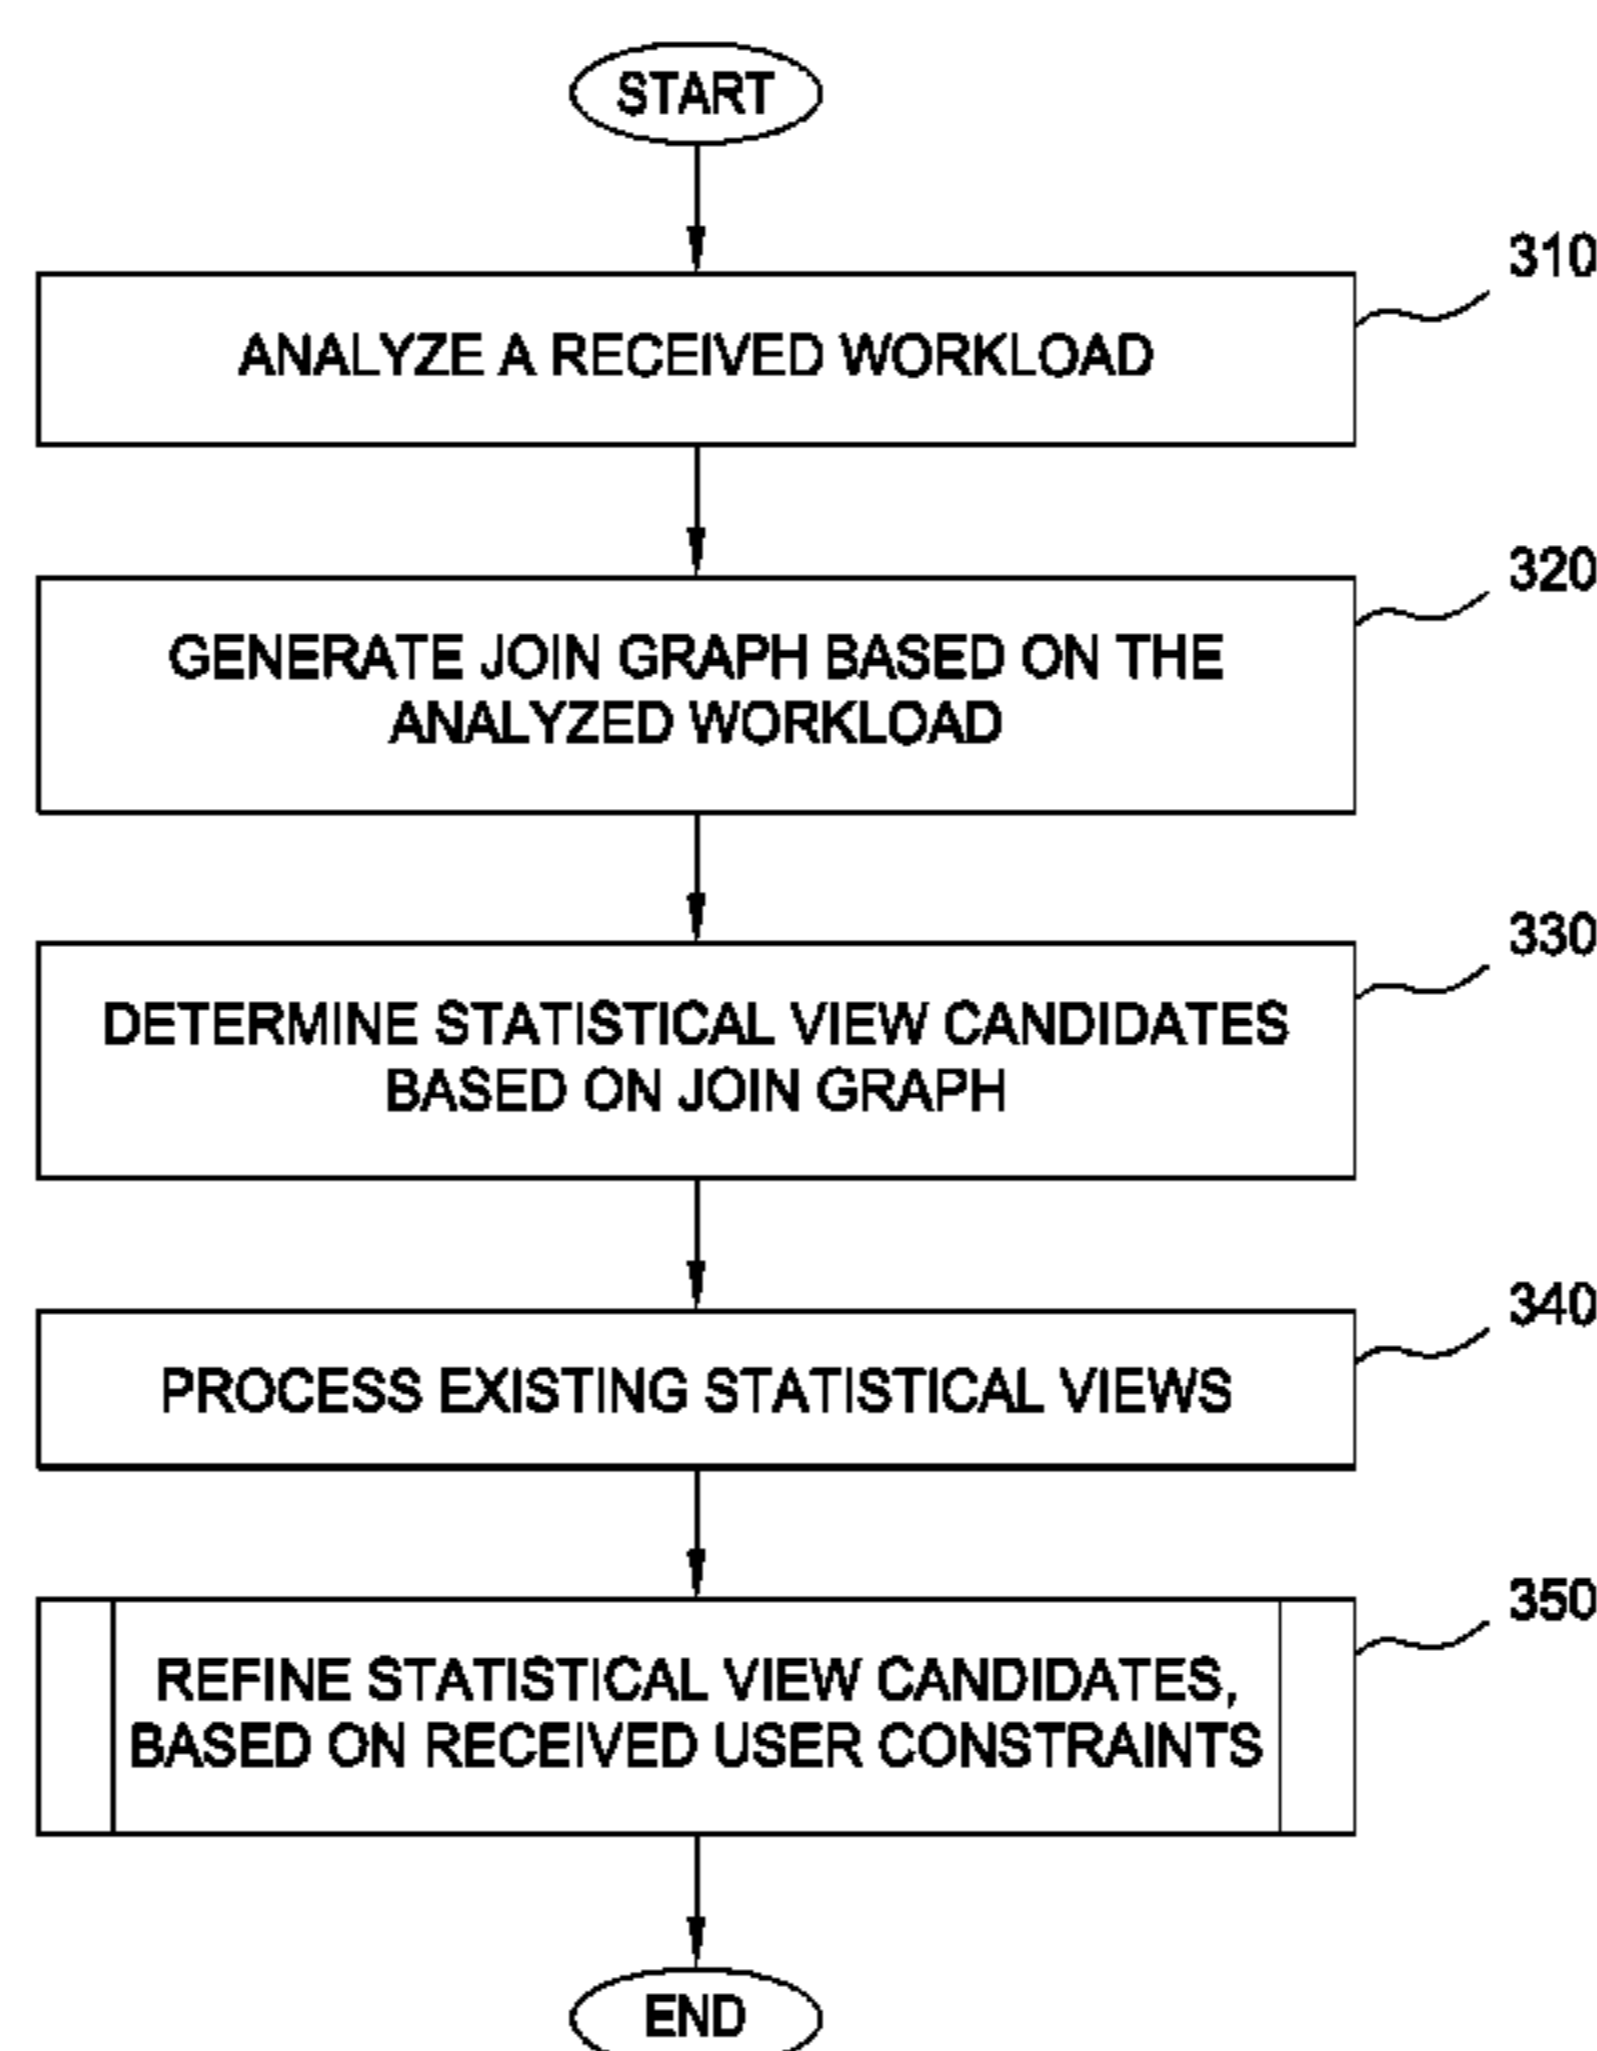 START
310
ANALYZE A RECEIVED WORKLOAD
320
GENERATE JOIN GRAPH BASED ON THE
ANALYZED WORKLOAD
330
DETERMINE STATISTICAL VIEW CANDIDATES
BASED ON JOIN GRAPH
340
PROCESS EXISTING STATISTICAL VIEWS
350
REFINE STATISTICAL VIEW CANDIDATES,
BASED ON RECEIVED USER CONSTRAINTS
END